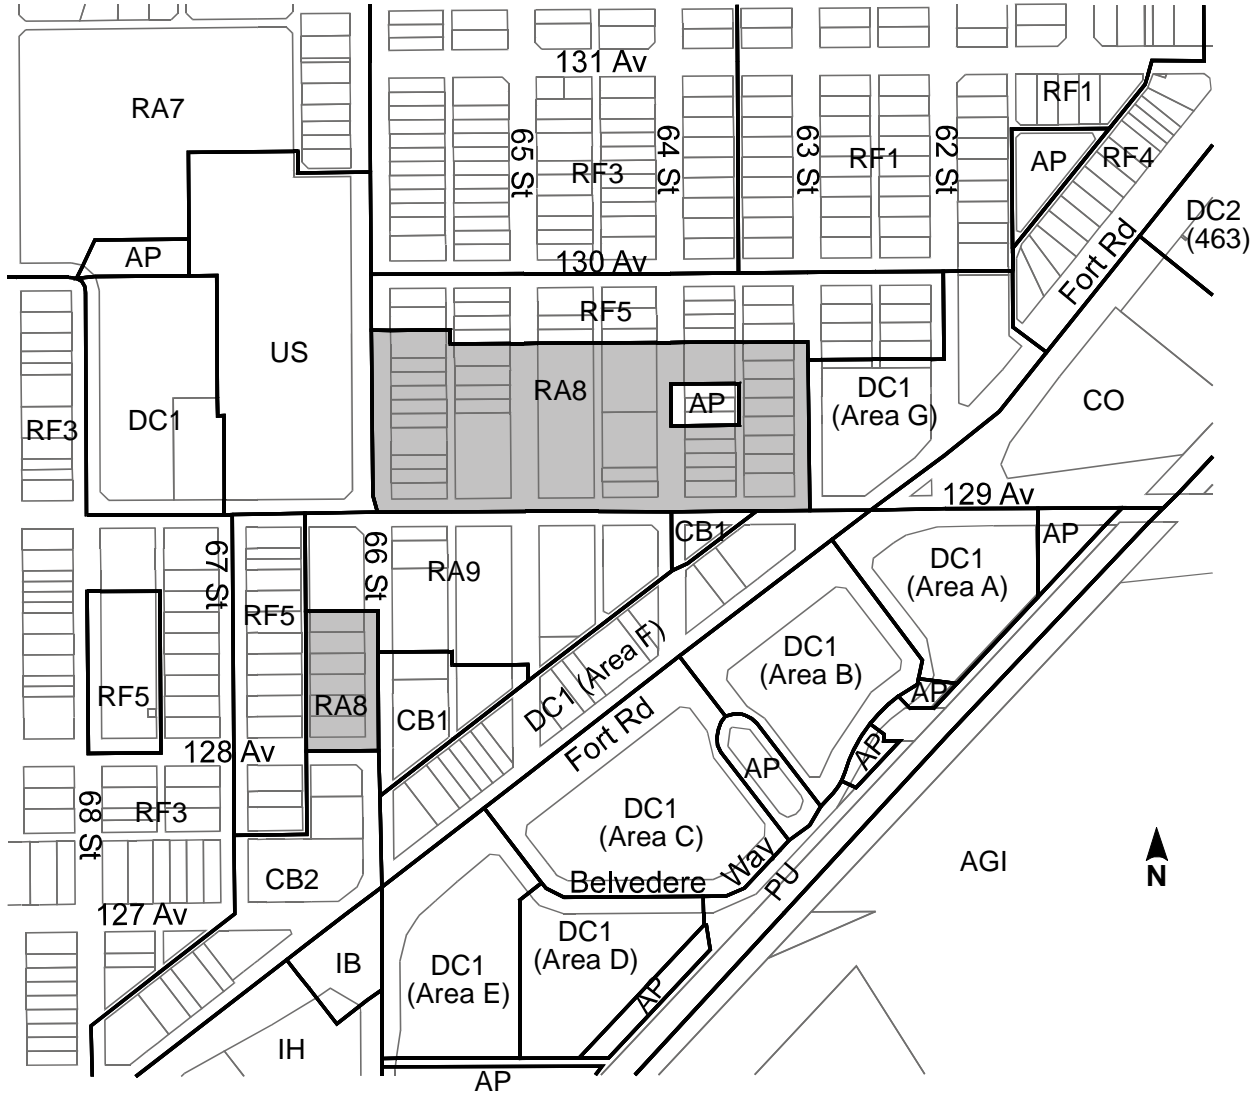 131 Av
RA7
RF1
65 St
64 St
63 St
62 St
RF3
RF1
AP
RF4
DC2
(463)
Fort Rd
AP
130 Av
RF5
US
RA8
AP
DC1
(Area G)
CO
RF3
DC1
129 Av
CB1
AP
DC1
(Area A)
67 St
66 St
RA9
RF5
DC1
(Area B)
DC1 (Area F)
AP
RF5
RA8
CB1
Fort Rd
128 Av
AP
AP
68 St
RF3
DC1
(Area C)
Way
Belvedere
PU
AGI
N
CB2
127 Av
DC1
(Area D)
IB
DC1
(Area E)
AP
IH
AP